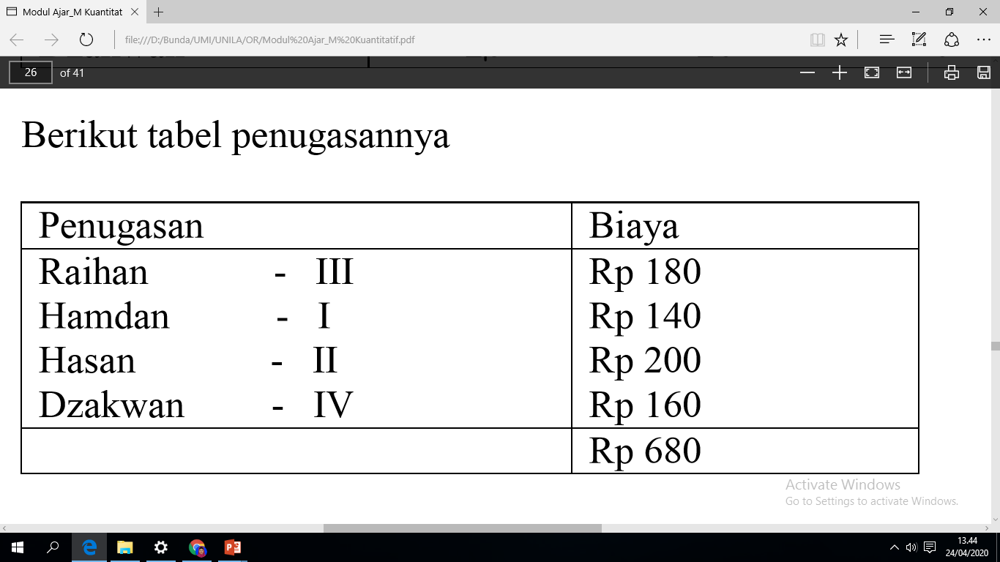 Modul Ajar_M Kuantitat
file:///D:/Bunda/UMI/UNILA/OR/Modul%20Ajar_M%20Kuantitatif.pdf
26 of 41
Berikut tabel penugasannya
Penugasan Biaya
Raihan - III Rp 180
Hamdan - I Rp 140
Hasan - II Rp 200
Dzakwan - IV Rp 160
Rp 680
Activate Windows
Go to Settings to activate Windows.
13.44
24/04/2020